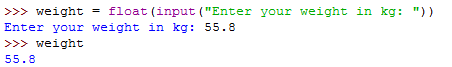 >>> weight = float(input("Enter your weight in kg: "))
Enter your weight in kg: 55.8
>>> weight
55.8